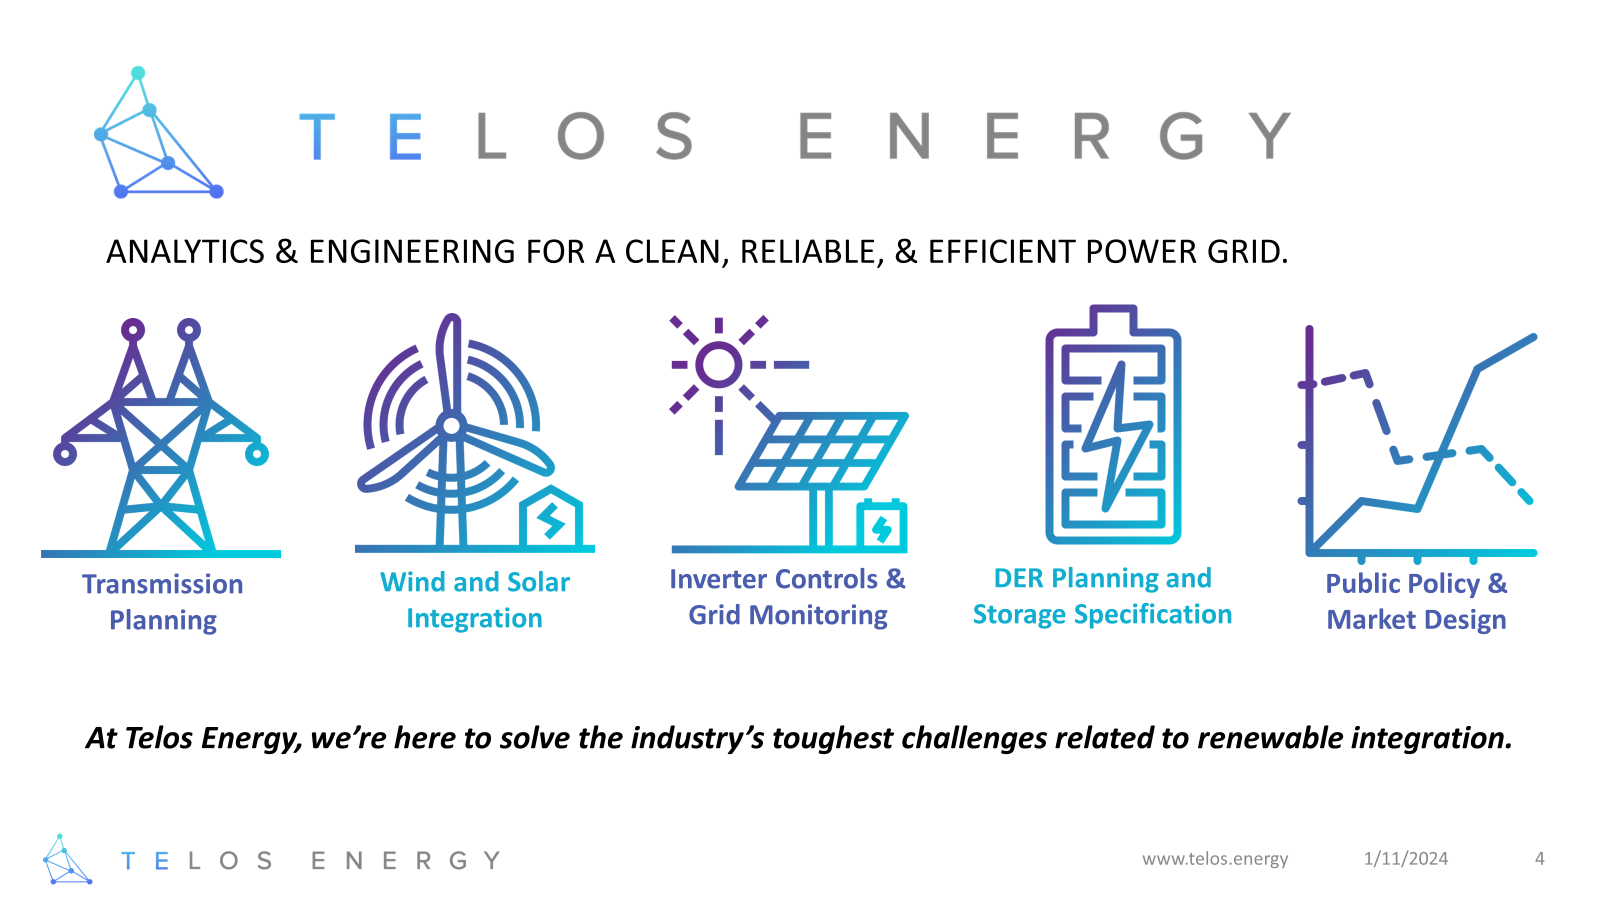 TELOS ENERGY
ANALYTICS & ENGINEERING FOR A CLEAN, RELIABLE, & EFFICIENT POWER GRID.
Transmission
Planning
Wind and Solar
Integration
Inverter Controls &
Grid Monitoring
DER Planning and
Storage Specification
Public Policy &
Market Design
At Telos Energy, we’re here to solve the industry’s toughest challenges related to renewable integration.
TELOS ENERGY
www.telos.energy
1/11/2024
4